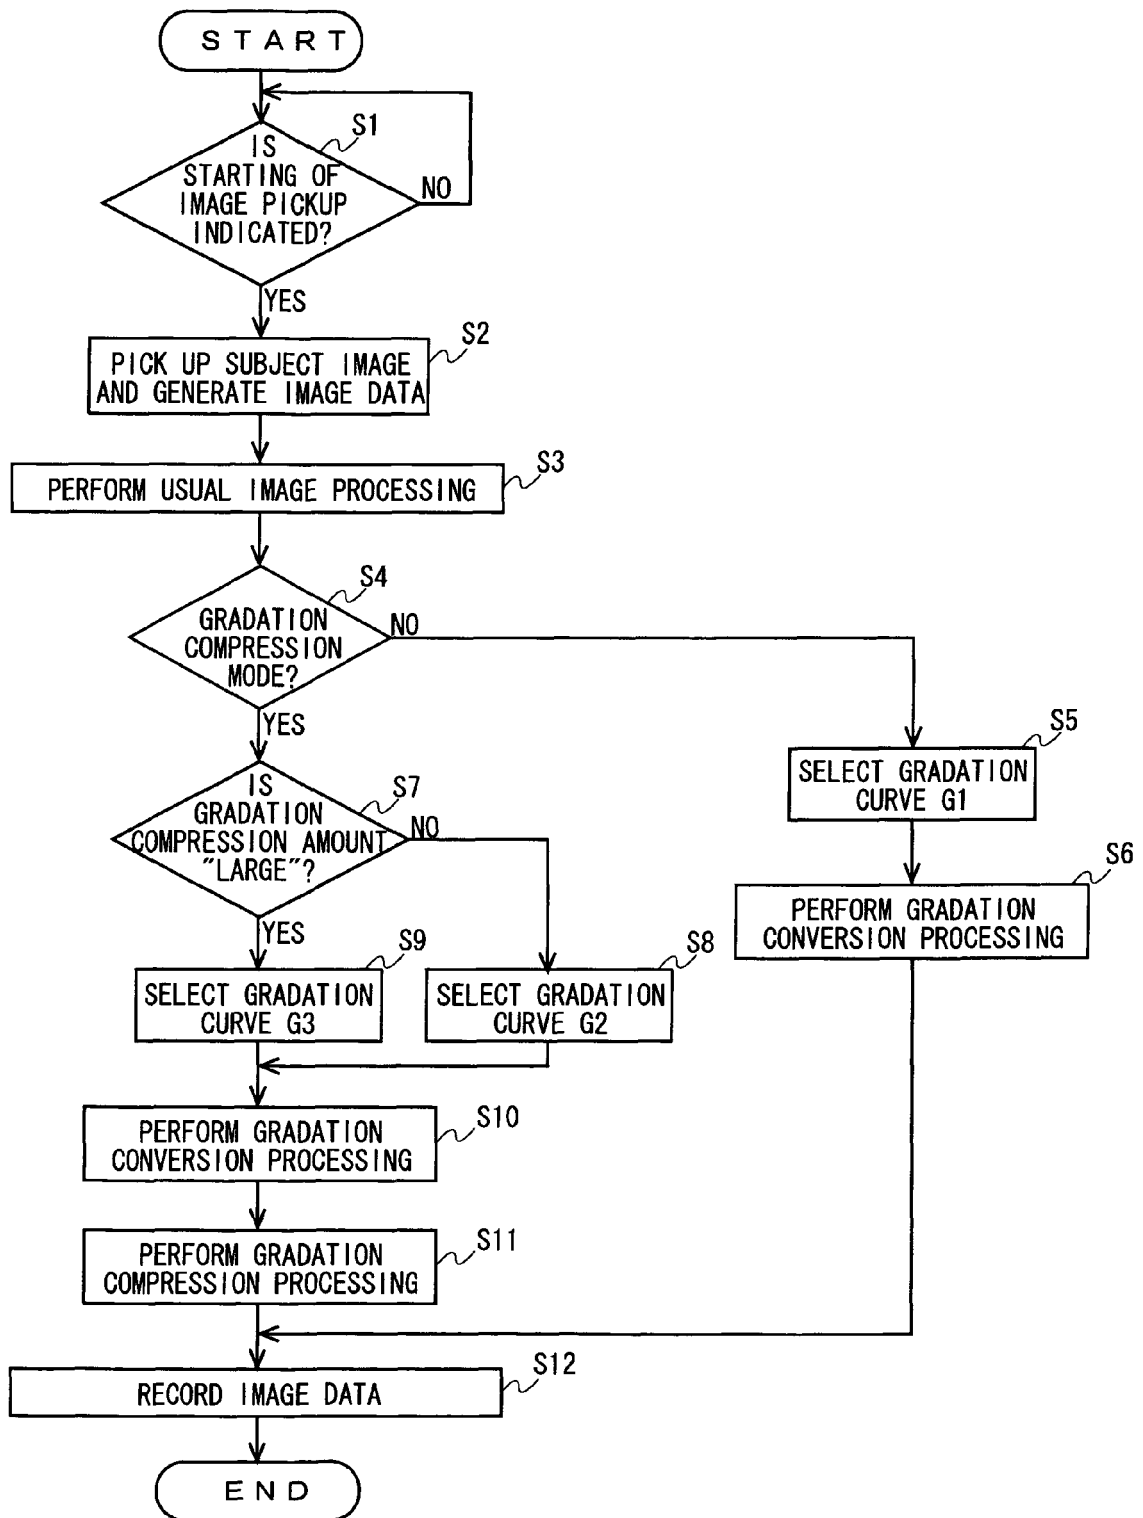 START
S1
IS
STARTING OF
IMAGE PICKUP
INDICATED?
NO
YES
S2
PICK UP SUBJECT IMAGE
AND GENERATE IMAGE DATA
S3
PERFORM USUAL IMAGE PROCESSING
S4
GRADATION
COMPRESSION
MODE?
NO
YES
S5
SELECT GRADATION
CURVE G1
S6
PERFORM GRADATION
CONVERSION PROCESSING
S7
IS
GRADATION
COMPRESSION AMOUNT
"LARGE"?
NO
YES
S9
SELECT GRADATION
CURVE G3
S8
SELECT GRADATION
CURVE G2
S10
PERFORM GRADATION
CONVERSION PROCESSING
S11
PERFORM GRADATION
COMPRESSION PROCESSING
S12
RECORD IMAGE DATA
END